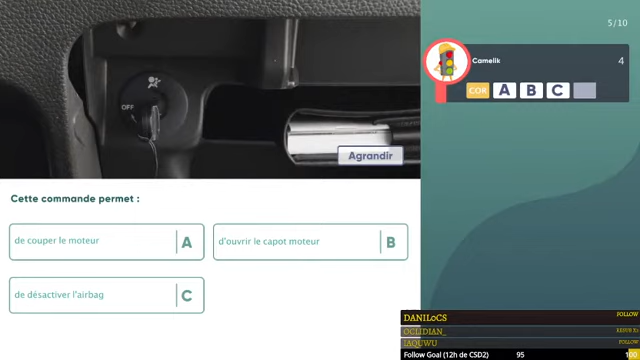 5/10
Camelik
4
COR A B C
OFF
Agrandir
Cette commande permet :
de couper le moteur A
d'ouvrir le capot moteur B
de désactiver l'airbag C
DANILOCS FOLLOW
OCLIDIAN_
IAQUWU FOLLOW
Follow Goal (12h de CSD2) 95 100